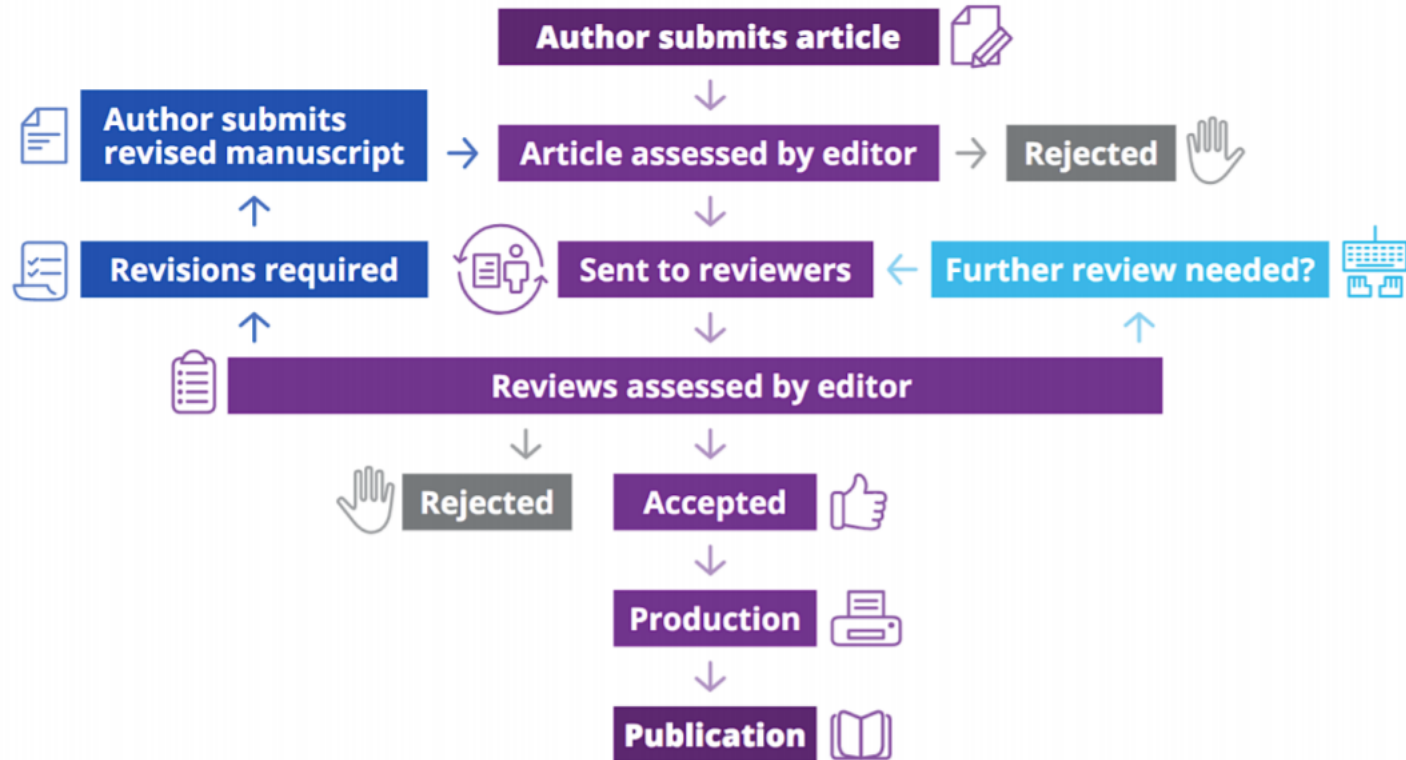 Author submits article
Author submits
revised manuscript
Article assessed by editor
Rejected
Revisions required
Sent to reviewers
Further review needed?
Reviews assessed by editor
Rejected
Accepted
Production
Publication